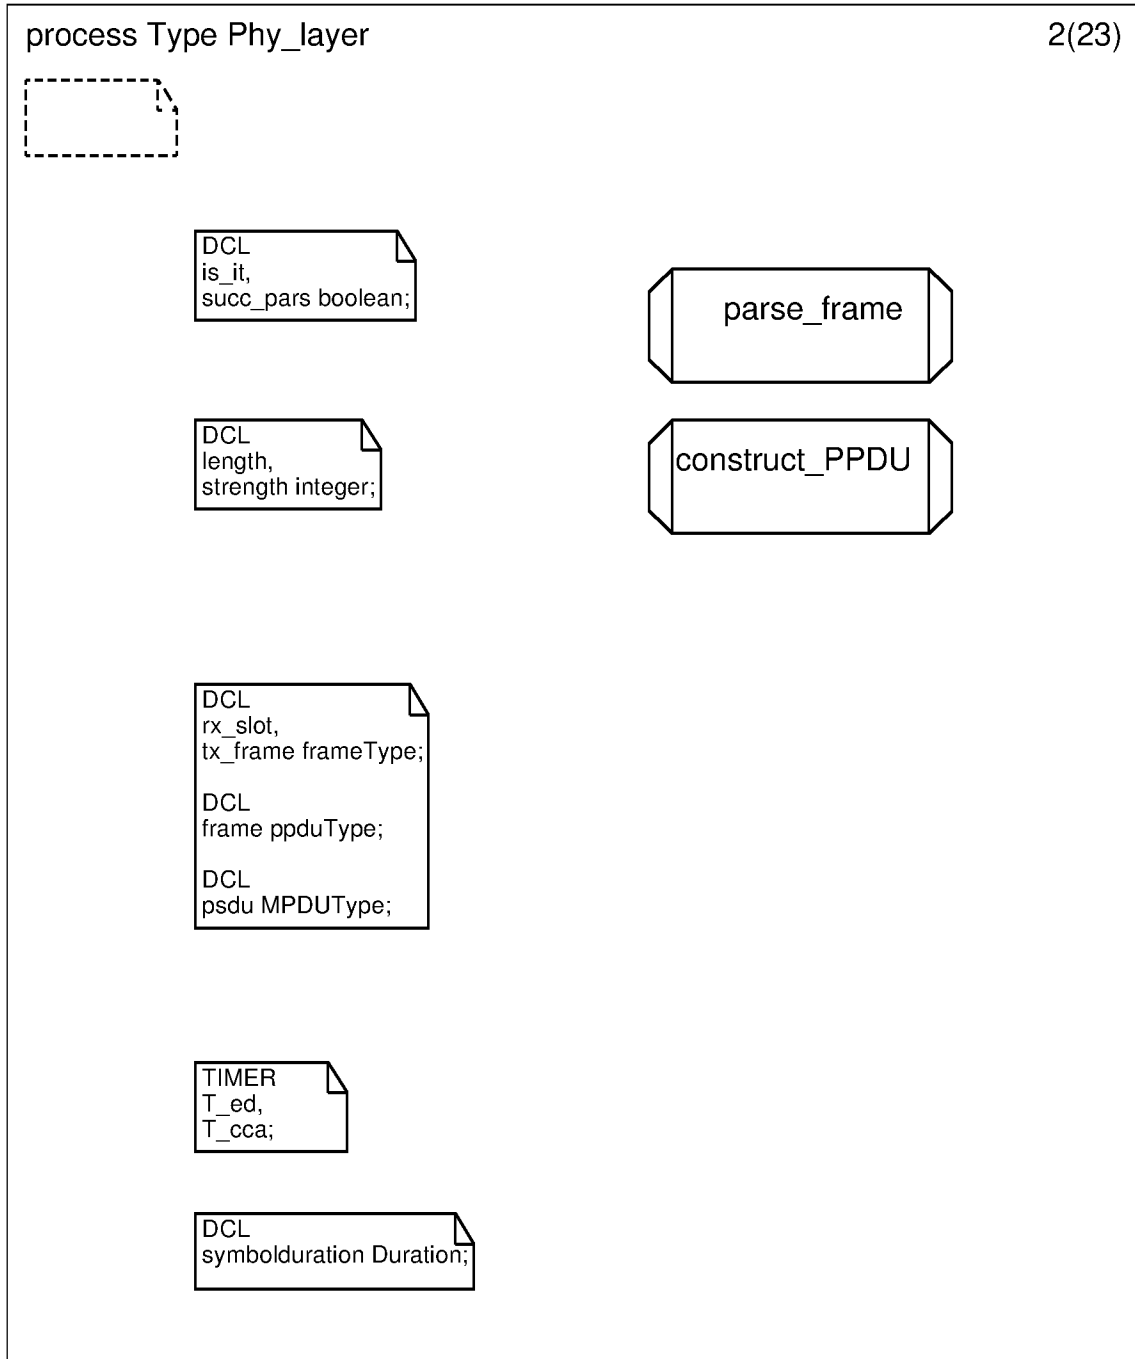 process Type Phy_layer
2(23)
DCL
is_it,
succ_pars boolean;
parse_frame
DCL
length,
strength integer;
construct_PPDU
DCL
rx_slot,
tx_frame frameType;
DCL
frame ppduType;
DCL
psdu MPDUType;
TIMER
T_ed,
T_cca;
DCL
symbolduration Duration;